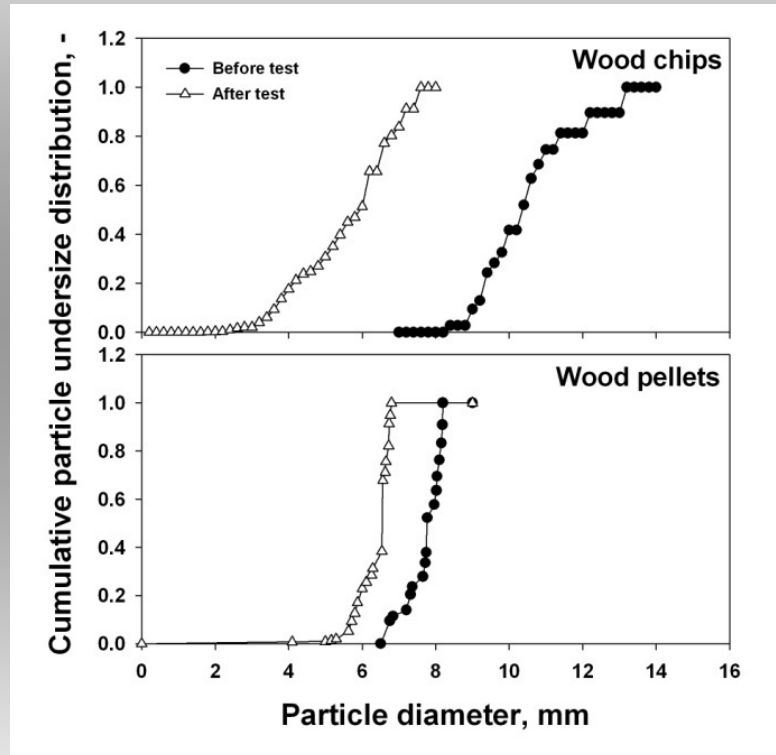 Cumulative particle undersize distribution, -
1.2
1.0
0.8
0.6
0.4
0.2
0.0
Wood chips
Before test
After test
1.2
1.0
0.8
0.6
0.4
0.2
0.0
Wood pellets
0 2 4 6 8 10 12 14 16
Particle diameter, mm